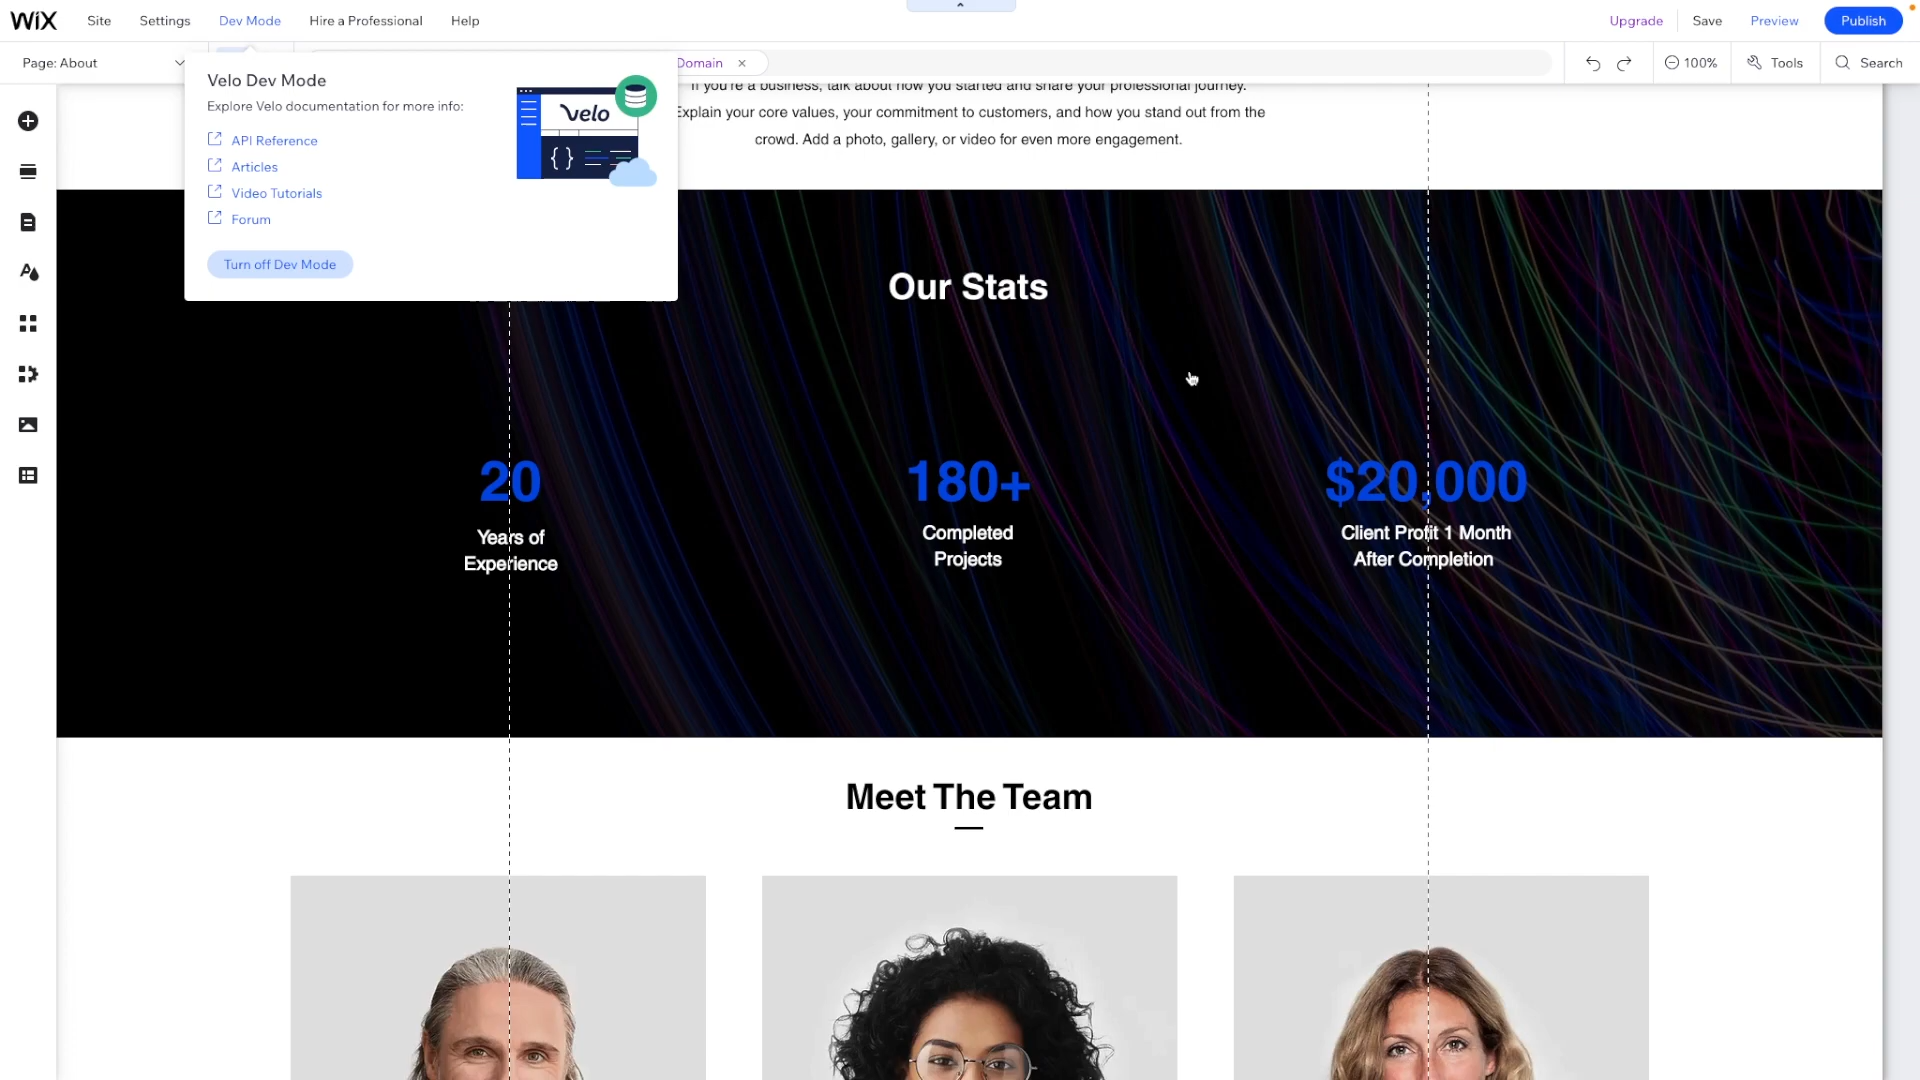 WiX
Site
Settings
Dev Mode
Hire a Professional
Help
Upgrade
Save
Preview
Publish
Page: About
Domain
100%
Tools
Search
Velo Dev Mode
Explore Velo documentation for more info:
API Reference
Articles
Video Tutorials
Forum
Turn off Dev Mode
velo
{ }
If you're a business, talk about how you started and share your professional journey.
Explain your core values, your commitment to customers, and how you stand out from the
crowd. Add a photo, gallery, or video for even more engagement.
Our Stats
20
Years of
Experience
180+
Completed
Projects
$20,000
Client Profit 1 Month
After Completion
Meet The Team